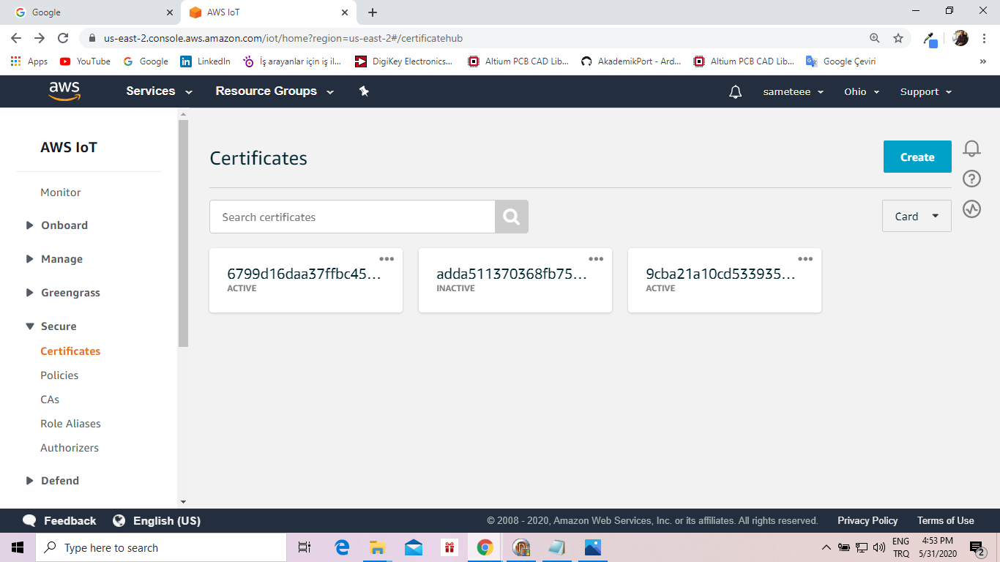 Google
AWS IoT
us-east-2.console.aws.amazon.com/iot/home?region=us-east-2#/certificatehub
Apps YouTube Google LinkedIn İş arayanlar için iş il... DigiKey Electronics... Altium PCB CAD Lib... AkademikPort - Ard... Altium PCB CAD Lib... Google Çeviri »
aws Services Resource Groups sameteee Ohio Support
AWS IoT
Monitor
Onboard
Manage
Greengrass
Secure
Certificates
Policies
CAs
Role Aliases
Authorizers
Defend
Certificates
Create
Search certificates
Card
6799d16daa37ffbc45...
ACTIVE
adda511370368fb75...
INACTIVE
9cba21a10cd533935...
ACTIVE
Feedback English (US) © 2008 - 2020, Amazon Web Services, Inc. or its affiliates. All rights reserved. Privacy Policy Terms of Use
Type here to search
ENG
TRQ
4:53 PM
5/31/2020
2